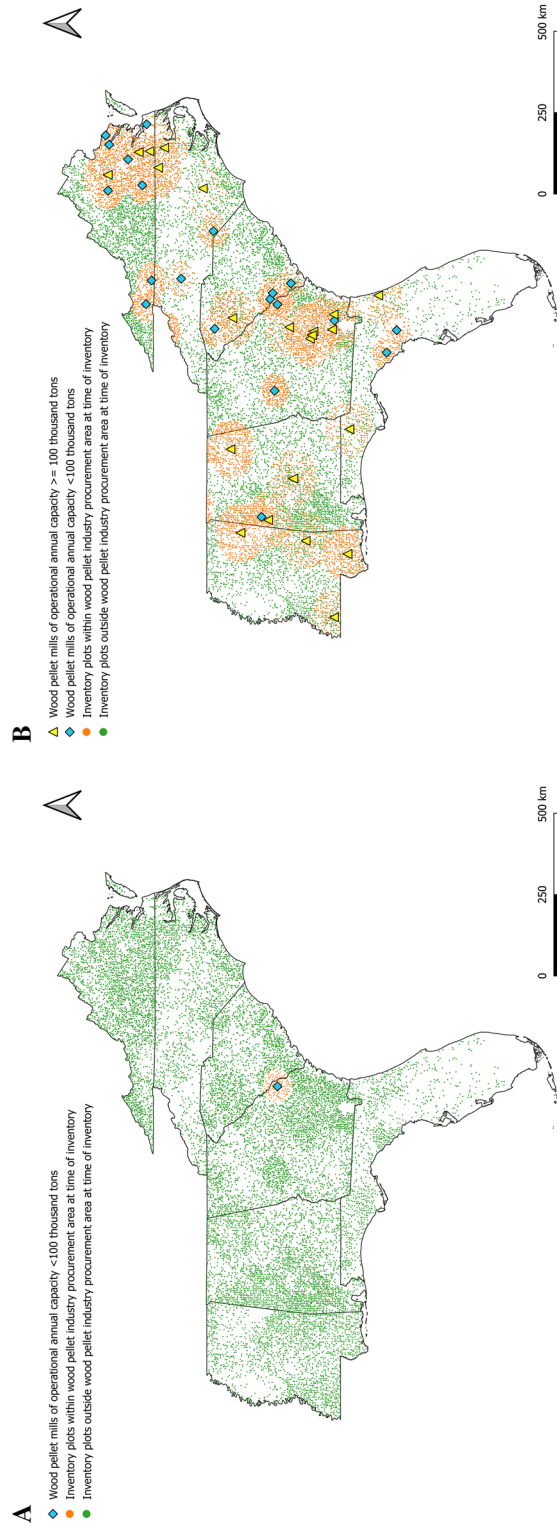 A
Wood pellet mills of operational annual capacity <100 thousand tons
Inventory plots within wood pellet industry procurement area at time of inventory
Inventory plots outside wood pellet industry procurement area at time of inventory
0 250 500 km
B
Wood pellet mills of operational annual capacity >= 100 thousand tons
Wood pellet mills of operational annual capacity <100 thousand tons
Inventory plots within wood pellet industry procurement area at time of inventory
Inventory plots outside wood pellet industry procurement area at time of inventory
0 250 500 km